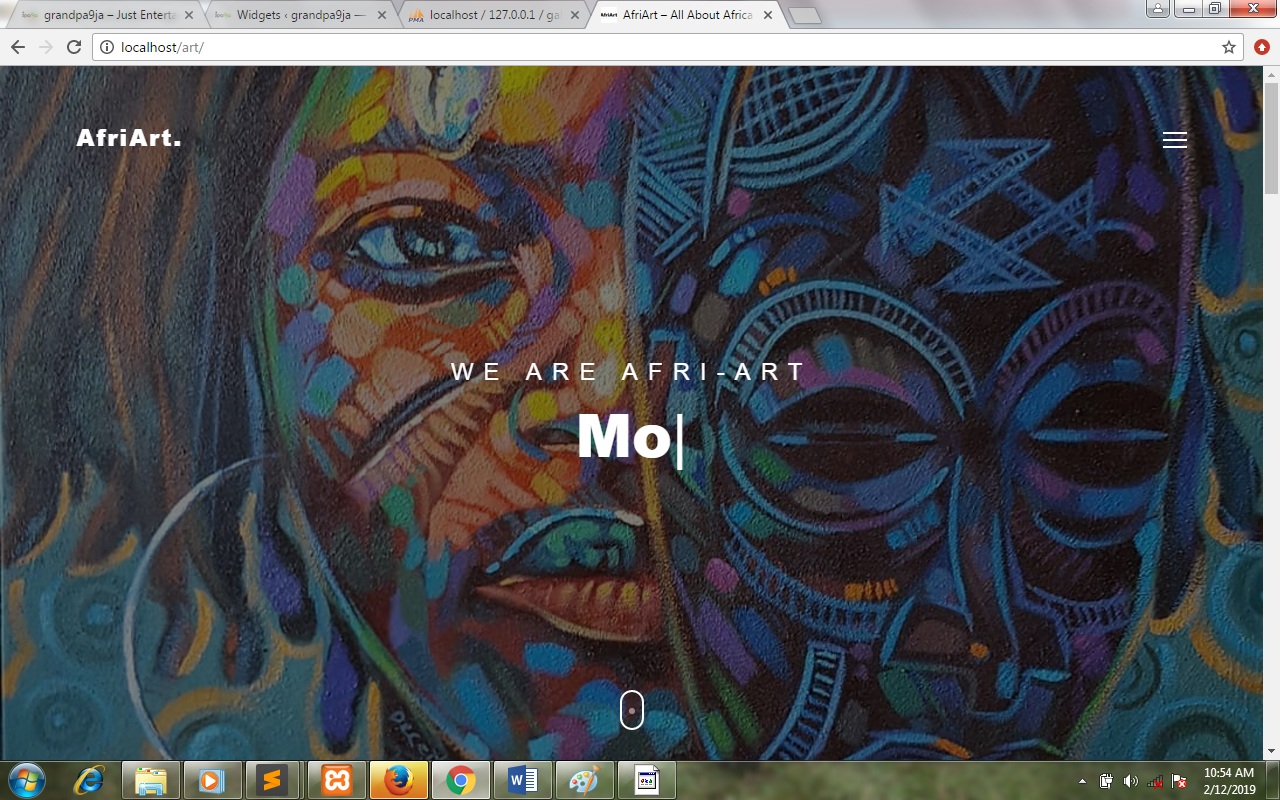 grandpa9ja – Just Enterta
Widgets ‹ grandpa9ja —
localhost / 127.0.0.1 / ga
AfriArt – All About Africa
localhost/art/
AfriArt.
WE ARE AFRI-ART
Mo
10:54 AM
2/12/2019